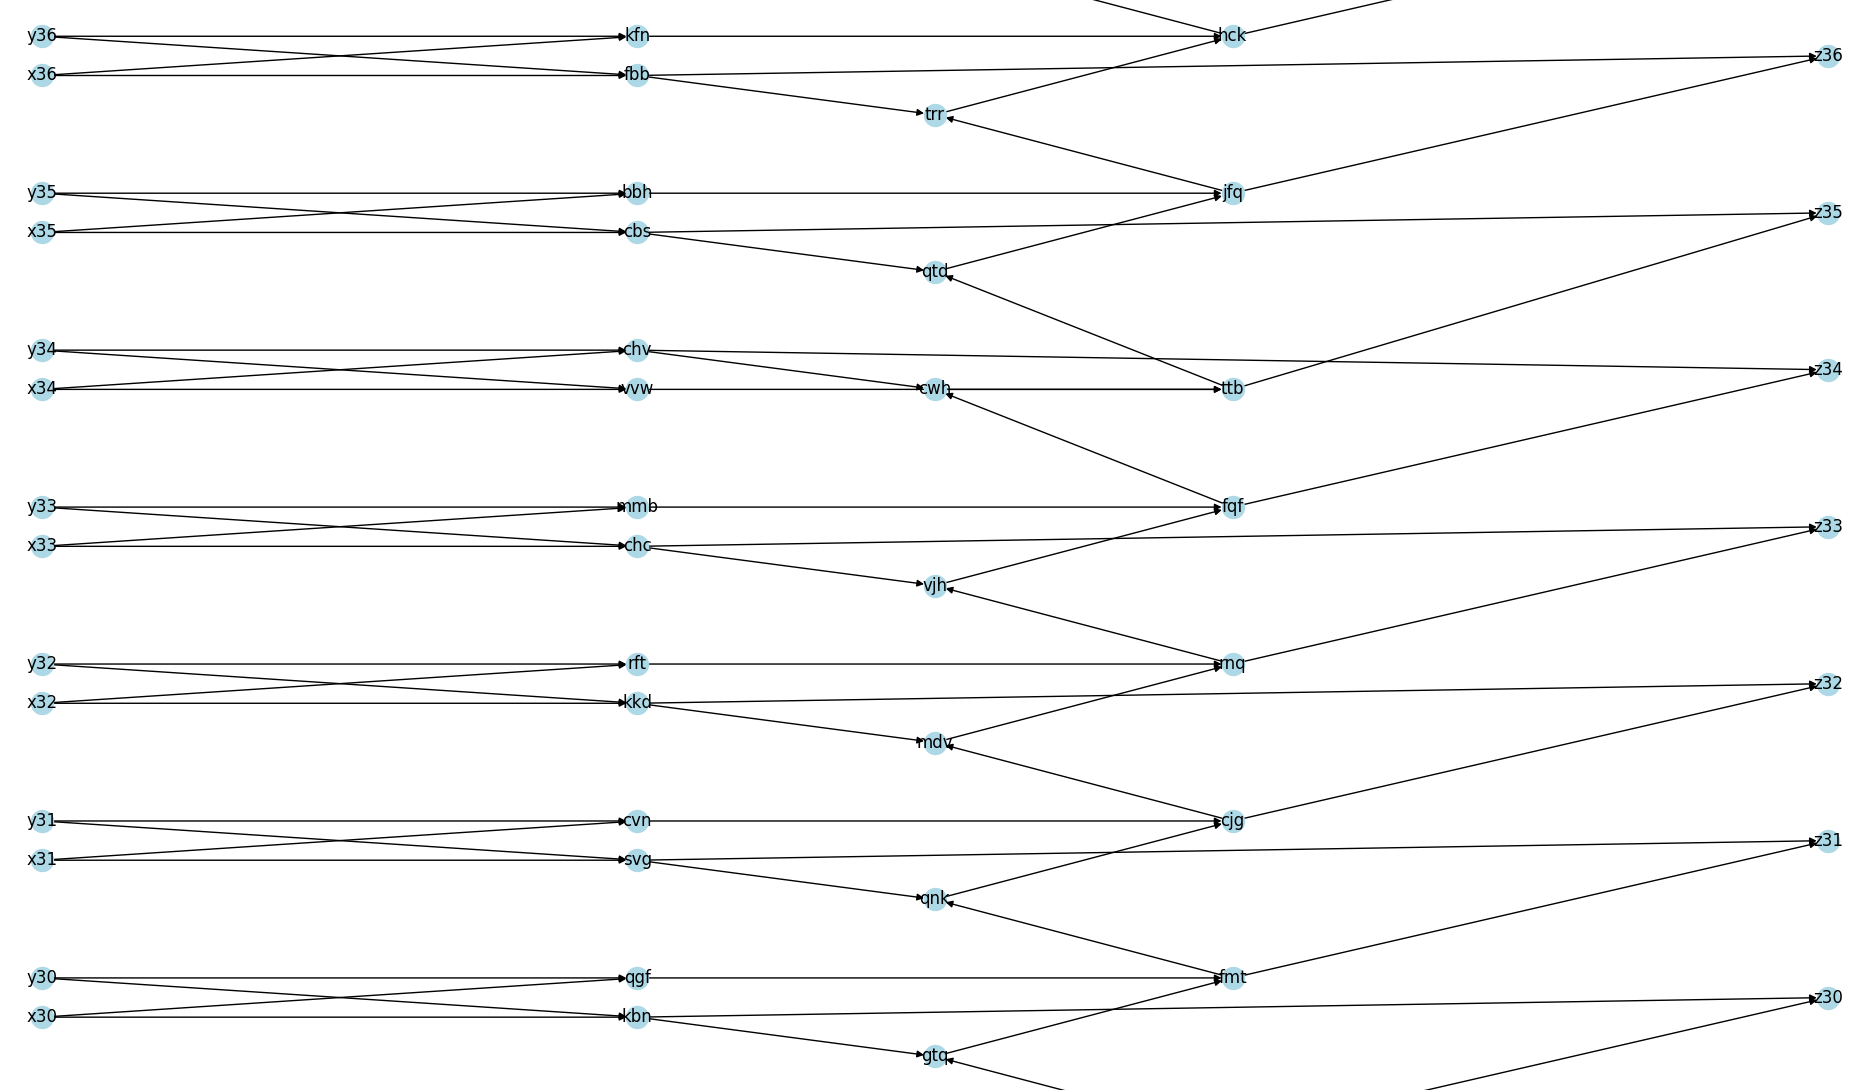 y36 kfn hck
z36
x36 fbb
trr
y35 bbh jfq
z35
x35 cbs
qtd
y34 chv
z34
x34 vvw cwh ttb
y33 mmb fqf
z33
x33 chc
vjh
y32 rft rnq
z32
x32 kkd
mdv
y31 cvn cjg
z31
x31 svg
qnk
y30 qgf fmt
z30
x30 kbn
gtq